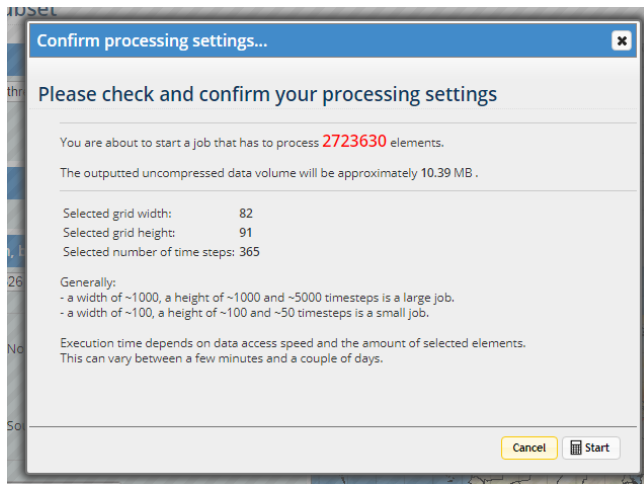 ubset
Confirm processing settings...
thr
Please check and confirm your processing settings
You are about to start a job that has to process 2723630 elements.
The outputted uncompressed data volume will be approximately 10.39 MB .
Selected grid width: 82
Selected grid height: 91
Selected number of time steps: 365
26
Generally:
- a width of ~1000, a height of ~1000 and ~5000 timesteps is a large job.
- a width of ~100, a height of ~100 and ~50 timesteps is a small job.
No
Execution time depends on data access speed and the amount of selected elements.
This can vary between a few minutes and a couple of days.
Sou
Cancel
Start